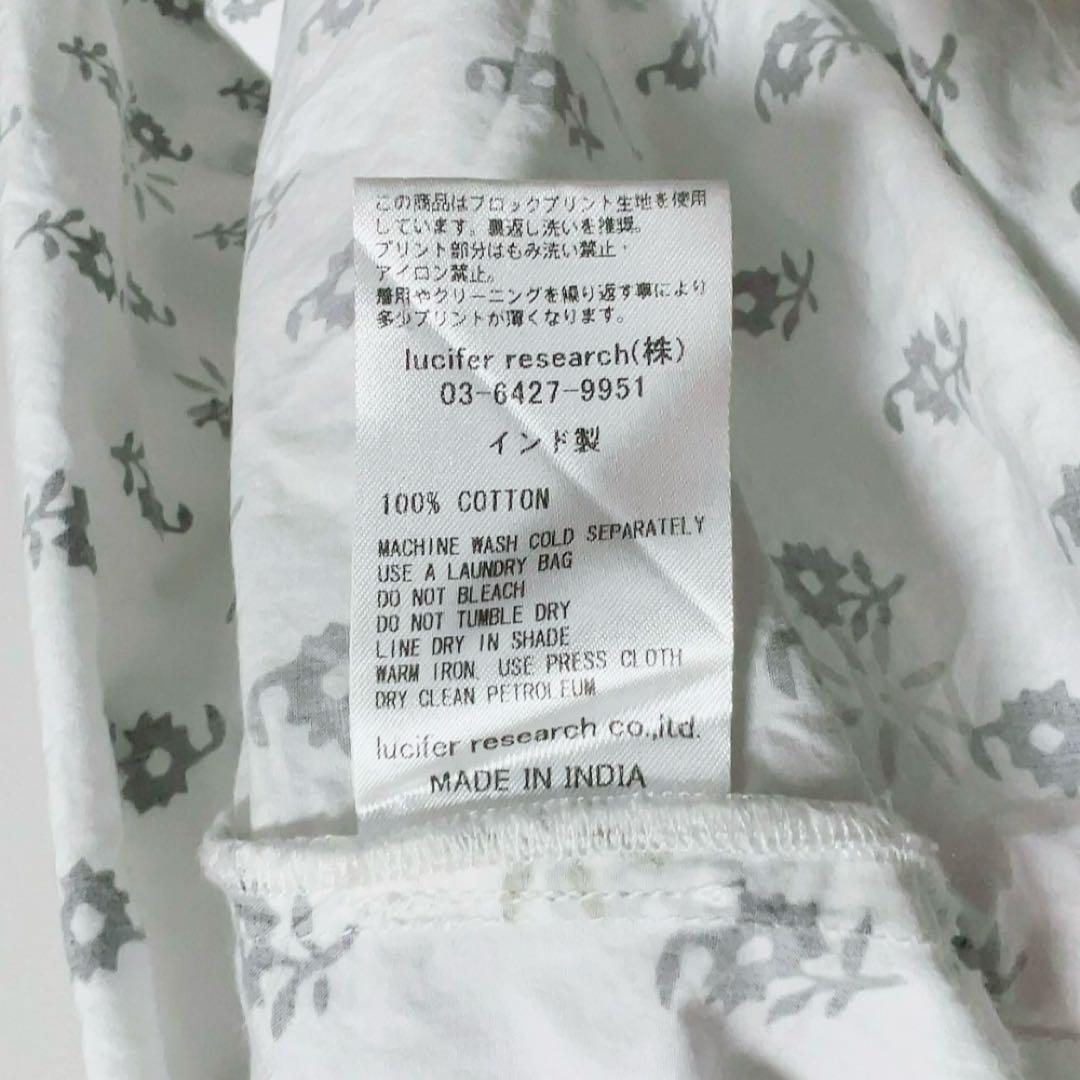 この商品はブロックプリント生地を使用
しています。裏返し洗いを推奨。
プリント部分はもみ洗い禁止・
アイロン禁止。
着用やクリーニングを繰り返す事により
多少プリントが薄くなります。
lucifer research(株)
03-6427-9951
インド製
100% COTTON
MACHINE WASH COLD SEPARATELY
USE A LAUNDRY BAG
DO NOT BLEACH
DO NOT TUMBLE DRY
LINE DRY IN SHADE
WARM IRON. USE PRESS CLOTH
DRY CLEAN PETROLEUM
lucifer research co.,ltd.
MADE IN INDIA